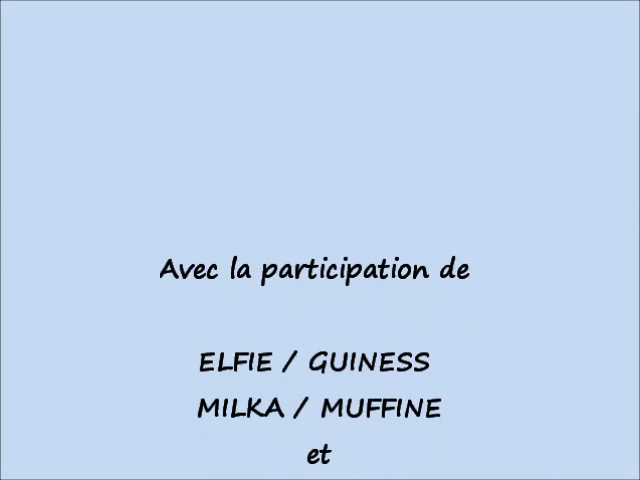 Avec la participation de
ELFIE / GUINESS
MILKA / MUFFINE
et